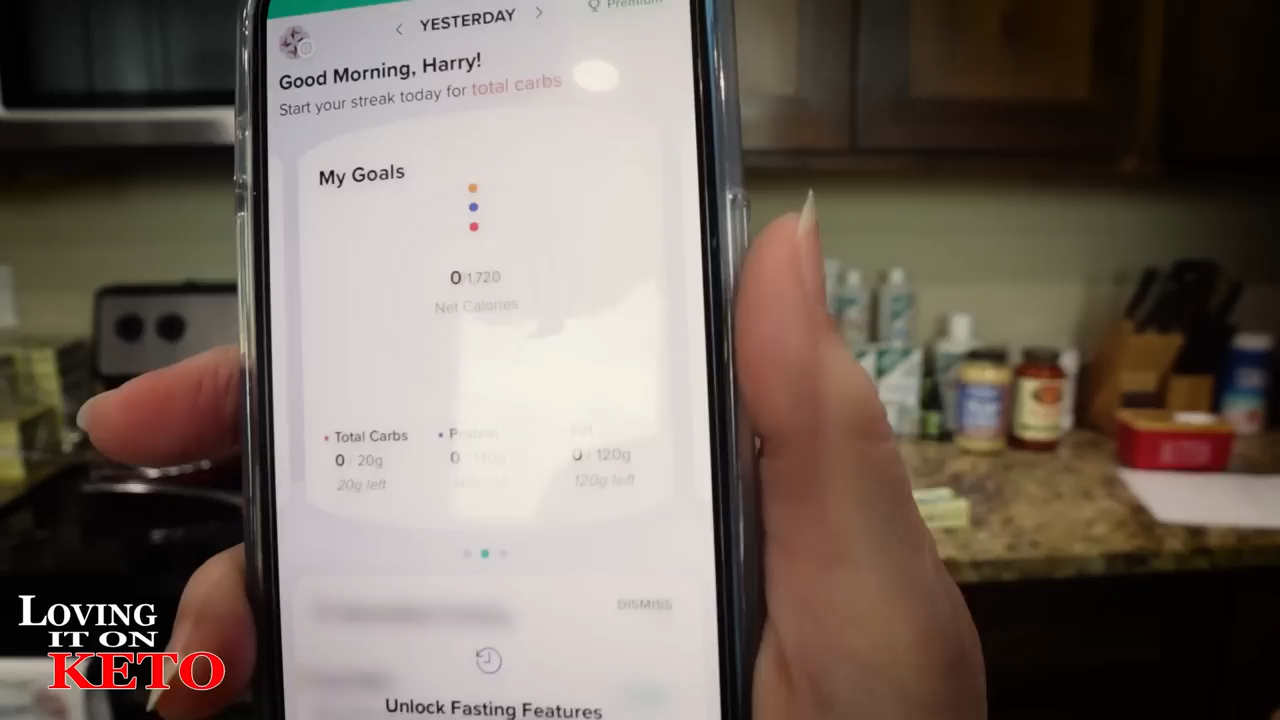 YESTERDAY
Premium
Good Morning, Harry!
Start your streak today for total carbs
My Goals
0/1,720
Net Calories
Total Carbs
0 / 20g
0
0 / 120g
20g left
120g left
DISMISS
Unlock Fasting Features
LOVING
IT ON
KETO